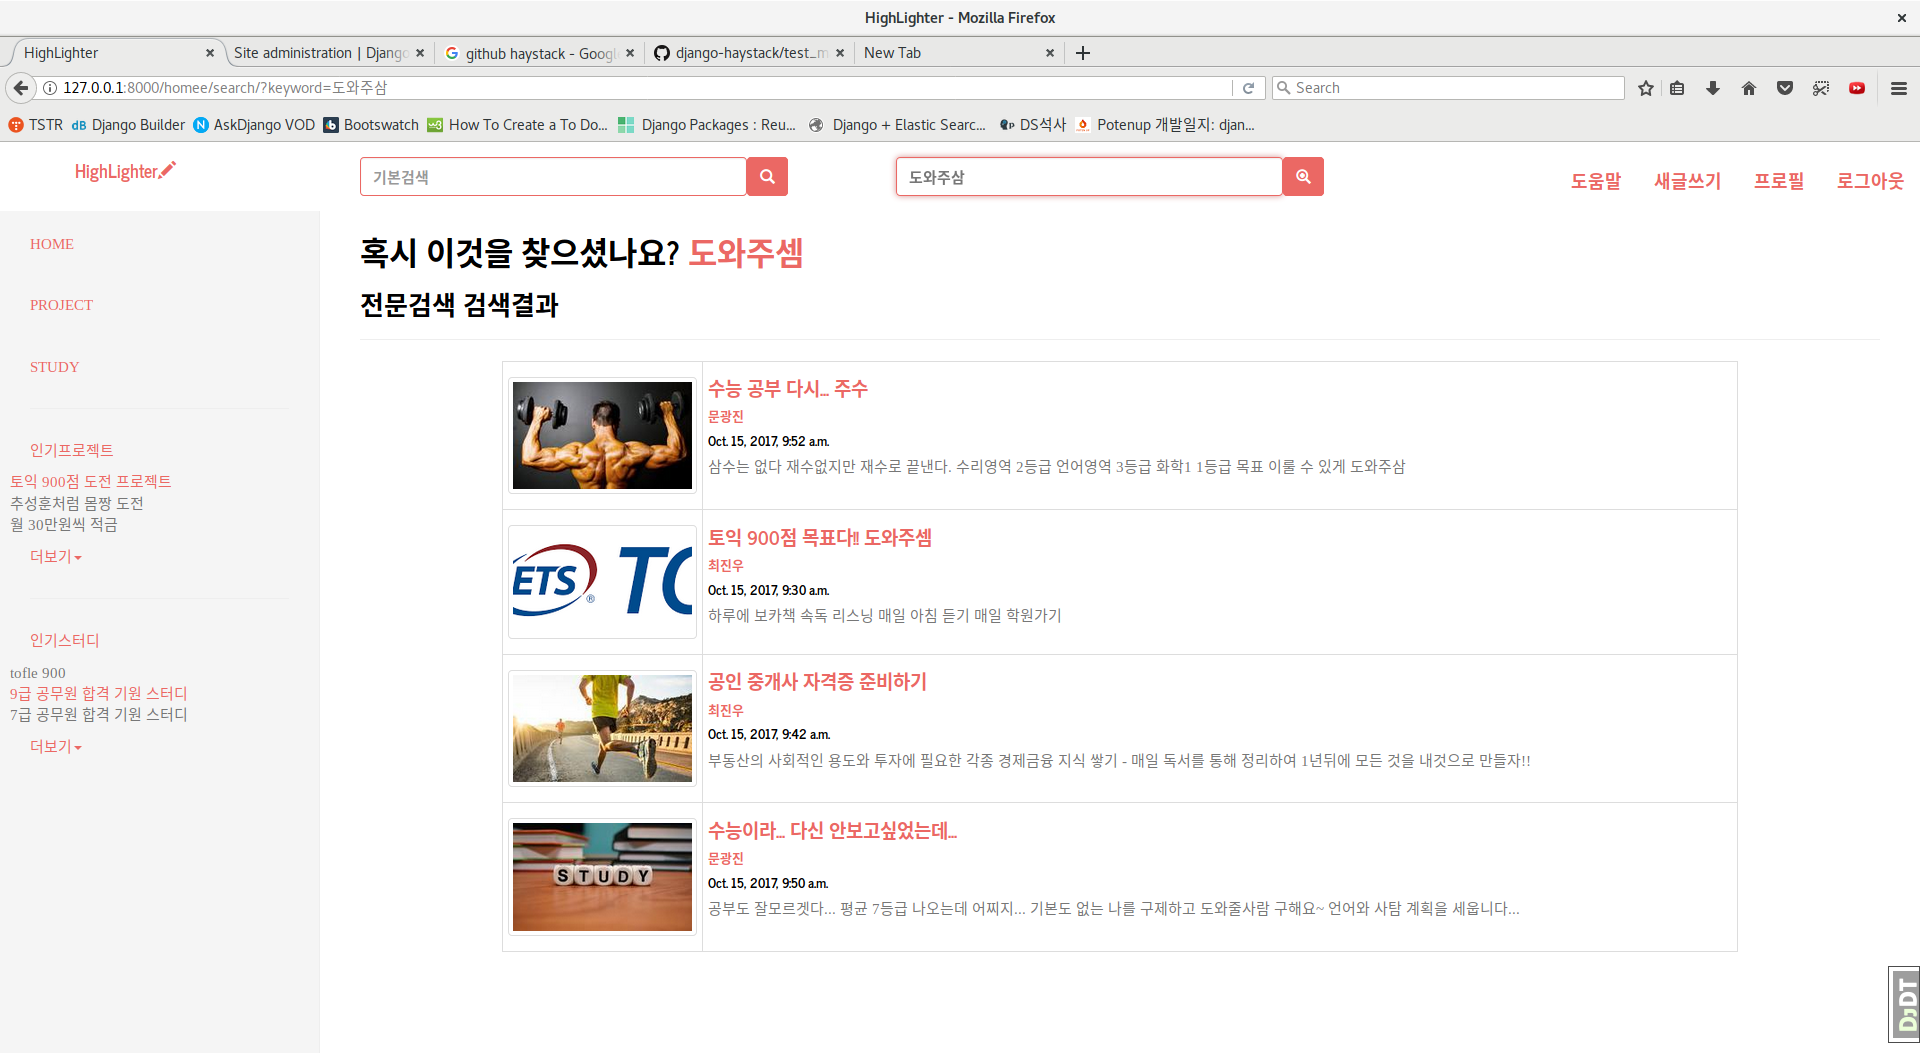 HighLighter - Mozilla Firefox
HighLighter
Site administration | Django
github haystack - Googl
django-haystack/test_m
New Tab
127.0.0.1:8000/homee/search/?keyword=도와주삼
Search
TSTR
dB Django Builder
AskDjango VOD
Bootswatch
How To Create a To Do...
Django Packages : Reu...
Django + Elastic Searc...
DS석사
Potenup 개발일지: djan...
HighLighter
기본검색
도와주삼
도움말
새글쓰기
프로필
로그아웃
HOME
PROJECT
STUDY
인기프로젝트
토익 900점 도전 프로젝트
추성훈처럼 몸짱 도전
월 30만원씩 적금
더보기
인기스터디
tofle 900
9급 공무원 합격 기원 스터디
7급 공무원 합격 기원 스터디
더보기
혹시 이것을 찾으셨나요? 도와주셈
전문검색 검색결과
수능 공부 다시... 주수
문광진
Oct. 15, 2017, 9:52 a.m.
삼수는 없다 재수없지만 재수로 끝낸다. 수리영역 2등급 언어영역 3등급 화학1 1등급 목표 이룰 수 있게 도와주삼
ETS ® TO
토익 900점 목표다!! 도와주셈
최진우
Oct. 15, 2017, 9:30 a.m.
하루에 보카책 속독 리스닝 매일 아침 듣기 매일 학원가기
공인 중개사 자격증 준비하기
최진우
Oct. 15, 2017, 9:42 a.m.
부동산의 사회적인 용도와 투자에 필요한 각종 경제금융 지식 쌓기 - 매일 독서를 통해 정리하여 1년뒤에 모든 것을 내것으로 만들자!!
STUDY
수능이라... 다신 안보고싶었는데...
문광진
Oct. 15, 2017, 9:50 a.m.
공부도 잘모르겟다... 평균 7등급 나오는데 어찌지... 기본도 없는 나를 구제하고 도와줄사람 구해요~ 언어와 사탐 계획을 세웁니다...
DjDT